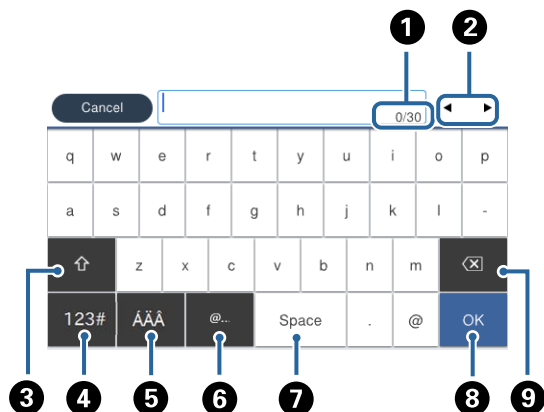 1 2
Cancel 0/30
q w e r t y u i o p
a s d f g h j k l -
z x c v b n m
123# ÁÄÂ @... Space . @ OK
3 4 5 6 7 8 9